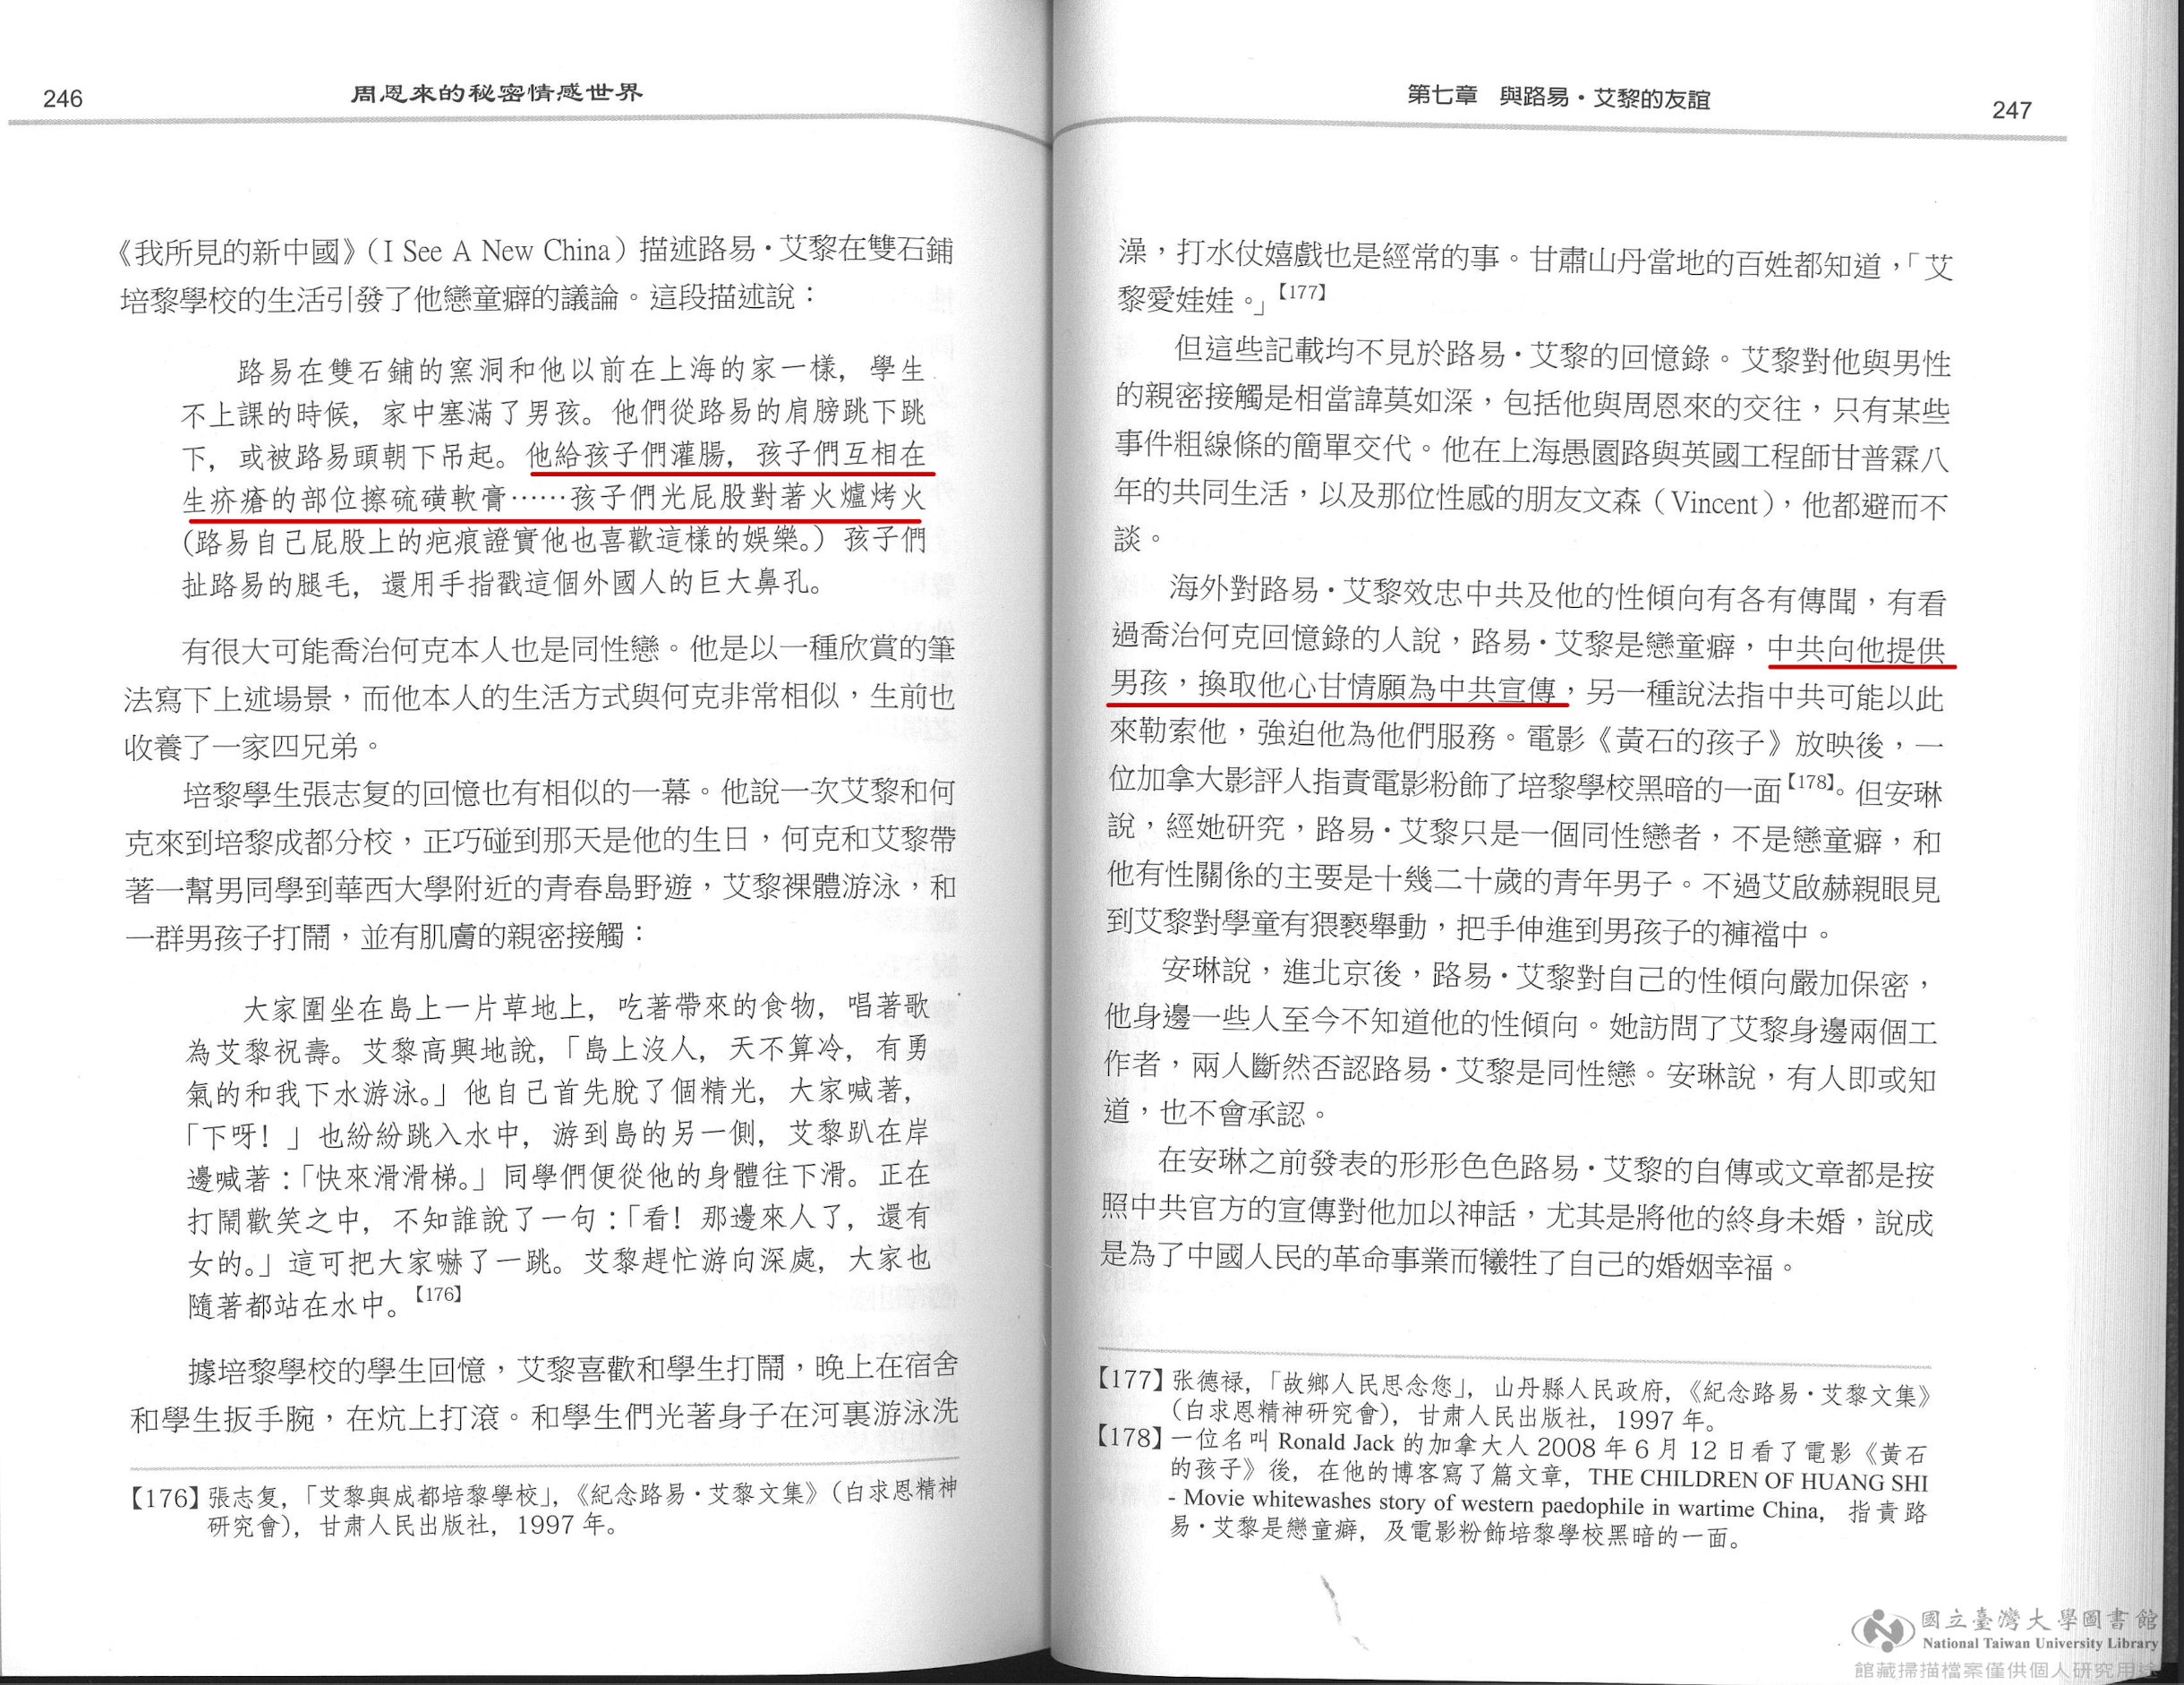 246
周恩來的秘密情感世界
《我所見的新中國》（I See A New China）描述路易·艾黎在雙石鋪
培黎學校的生活引發了他戀童癖的議論。這段描述說：
路易在雙石鋪的窯洞和他以前在上海的家一樣，學生
不上課的時候，家中塞滿了男孩。他們從路易的肩膀跳下跳
下，或被路易頭朝下吊起。他給孩子們灌腸，孩子們互相在
生疥瘡的部位擦硫磺軟膏……孩子們光屁股對著火爐烤火
（路易自己屁股上的疤痕證實他也喜歡這樣的娛樂。）孩子們
扯路易的腿毛，還用手指戳這個外國人的巨大鼻孔。
有很大可能喬治何克本人也是同性戀。他是以一種欣賞的筆
法寫下上述場景，而他本人的生活方式與何克非常相似，生前也
收養了一家四兄弟。
培黎學生張志复的回憶也有相似的一幕。他說一次艾黎和何
克來到培黎成都分校，正巧碰到那天是他的生日，何克和艾黎帶
著一幫男同學到華西大學附近的青春島野遊，艾黎裸體游泳，和
一群男孩子打鬧，並有肌膚的親密接觸：
大家圍坐在島上一片草地上，吃著帶來的食物，唱著歌
為艾黎祝壽。艾黎高興地說，「島上沒人，天不算冷，有勇
氣的和我下水游泳。」他自己首先脫了個精光，大家喊著，
「下呀！」也紛紛跳入水中，游到島的另一側，艾黎趴在岸
邊喊著：「快來滑滑梯。」同學們便從他的身體往下滑。正在
打鬧歡笑之中，不知誰說了一句：「看！那邊來人了，還有
女的。」這可把大家嚇了一跳。艾黎趕忙游向深處，大家也
隨著都站在水中。【176】
據培黎學校的學生回憶，艾黎喜歡和學生打鬧，晚上在宿舍
和學生扳手腕，在炕上打滾。和學生們光著身子在河裏游泳洗
【176】張志复，「艾黎與成都培黎學校」，《紀念路易·艾黎文集》（白求恩精神
研究會），甘肅人民出版社，1997 年。
第七章　與路易·艾黎的友誼
247
澡，打水仗嬉戲也是經常的事。甘肅山丹當地的百姓都知道，「艾
黎愛娃娃。」【177】
但這些記載均不見於路易·艾黎的回憶錄。艾黎對他與男性
的親密接觸是相當諱莫如深，包括他與周恩來的交往，只有某些
事件粗線條的簡單交代。他在上海愚園路與英國工程師甘普霖八
年的共同生活，以及那位性感的朋友文森（Vincent），他都避而不
談。
海外對路易·艾黎效忠中共及他的性傾向有各有傳聞，有看
過喬治何克回憶錄的人說，路易·艾黎是戀童癖，中共向他提供
男孩，換取他心甘情願為中共宣傳，另一種說法指中共可能以此
來勒索他，強迫他為他們服務。電影《黃石的孩子》放映後，一
位加拿大影評人指責電影粉飾了培黎學校黑暗的一面【178】。但安琳
說，經她研究，路易·艾黎只是一個同性戀者，不是戀童癖，和
他有性關係的主要是十幾二十歲的青年男子。不過艾啟赫親眼見
到艾黎對學童有猥褻舉動，把手伸進到男孩子的褲襠中。
安琳說，進北京後，路易·艾黎對自己的性傾向嚴加保密，
他身邊一些人至今不知道他的性傾向。她訪問了艾黎身邊兩個工
作者，兩人斷然否認路易·艾黎是同性戀。安琳說，有人即或知
道，也不會承認。
在安琳之前發表的形形色色路易·艾黎的自傳或文章都是按
照中共官方的宣傳對他加以神話，尤其是將他的終身未婚，說成
是為了中國人民的革命事業而犧牲了自己的婚姻幸福。
【177】张德禄，「故鄉人民思念您」，山丹縣人民政府，《紀念路易·艾黎文集》
（白求恩精神研究會），甘肃人民出版社，1997 年。
【178】一位名叫 Ronald Jack 的加拿大人 2008 年 6 月 12 日看了電影《黃石
的孩子》後，在他的博客寫了篇文章，THE CHILDREN OF HUANG SHI
- Movie whitewashes story of western paedophile in wartime China，指責路
易·艾黎是戀童癖，及電影粉飾培黎學校黑暗的一面。
國立臺灣大學圖書館
National Taiwan University Library
館藏掃描檔案僅供個人研究用途